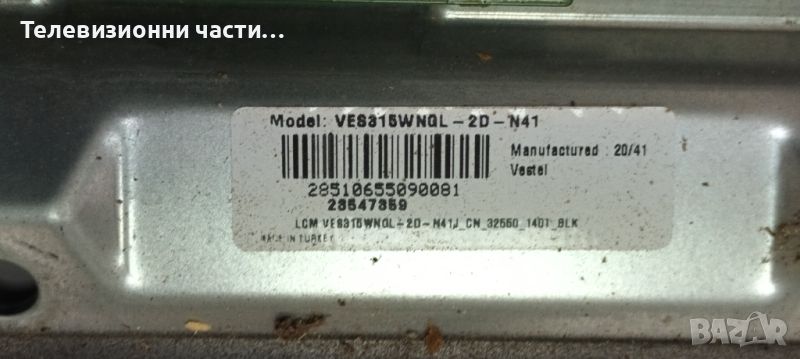 Телевизионни части...
Model: VES315WNGL-2D-N41
Manufactured : 20/41
Vestel
28510655090081
23547359
LCM VES315WNGL-2D-N41J_CN_32550_1401_BLK
MADE IN TURKEY
BAZAR